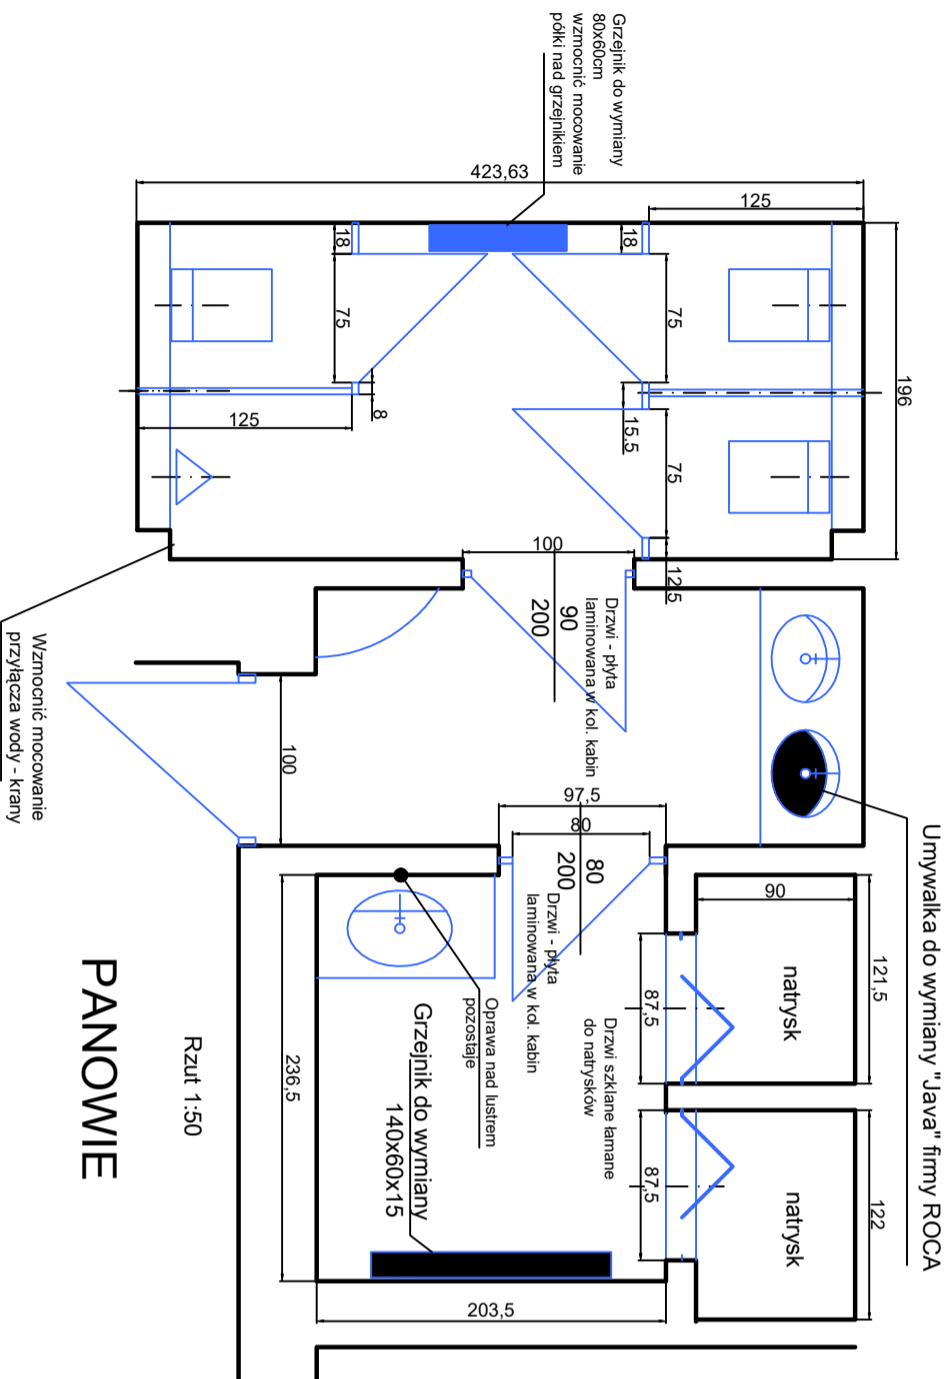 Grzejnik do wymiany
80x60cm
wzmocnić mocowanie
półki nad grzejnikiem
423,63
125
196
18
18
75
75
15.5
8
125
75
12,5
100
90
200
Drzwi - płyta
laminowana w kol. kabin
Wzmocnić mocowanie
przyłącza wody - krany
100
97,5
80
80
200
Drzwi - płyta
laminowana w kol. kabin
Umywalka do wymiany "Java" firmy ROCA
90
121,5
natrysk
87,5
Drzwi szklane łamane
do natrysków
122
natrysk
87,5
Oprawa nad lustrem
pozostaje
Grzejnik do wymiany
140x60x15
236,5
203,5
Rzut 1:50
PANOWIE